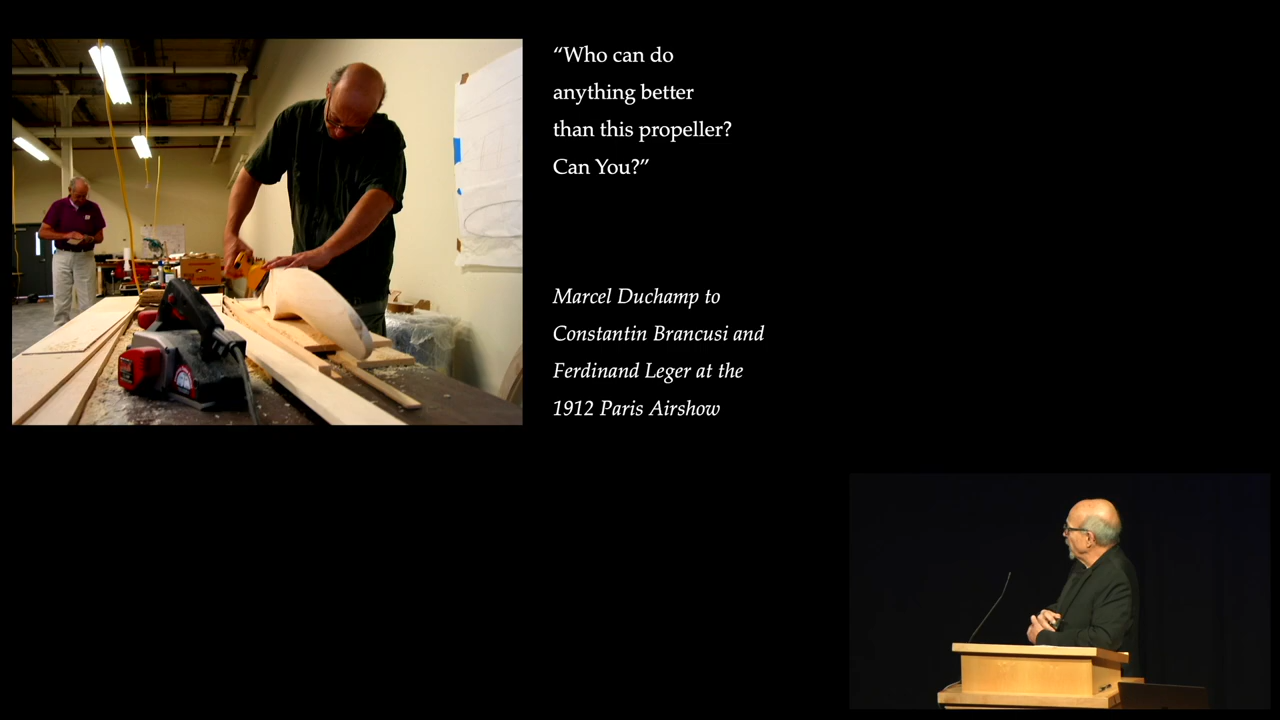 “Who can do
anything better
than this propeller?
Can You?”
Marcel Duchamp to
Constantin Brancusi and
Ferdinand Leger at the
1912 Paris Airshow